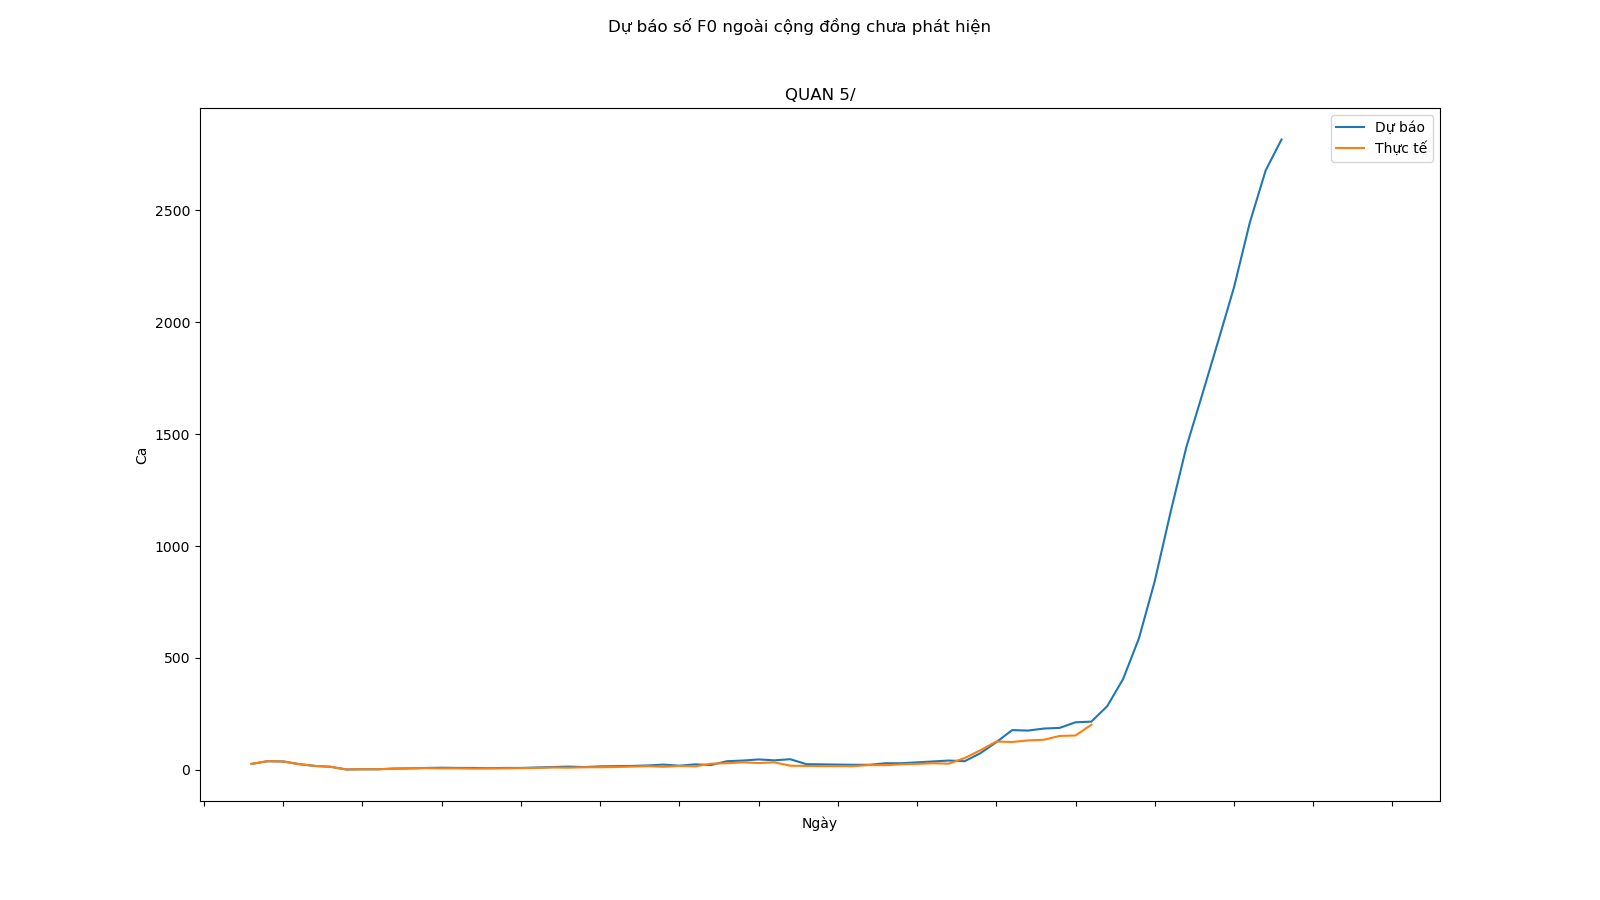 Dự báo số F0 ngoài cộng đồng chưa phát hiện
QUAN 5/
Dự báo
Thực tế
2500
2000
1500
1000
500
0
Ca
Ngày